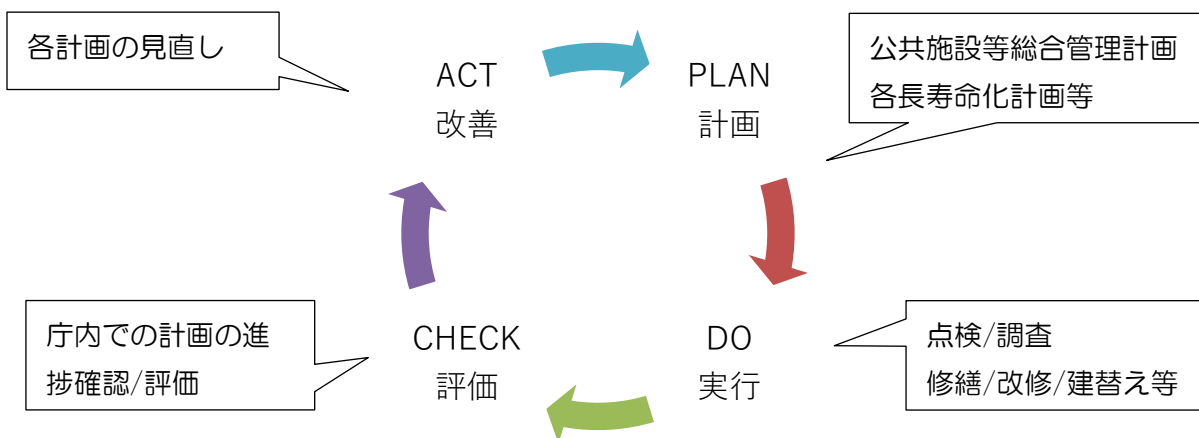 各計画の見直し
ACT
改善
PLAN
計画
公共施設等総合管理計画
各長寿命化計画等
庁内での計画の進
捗確認/評価
CHECK
評価
DO
実行
点検/調査
修繕/改修/建替え等